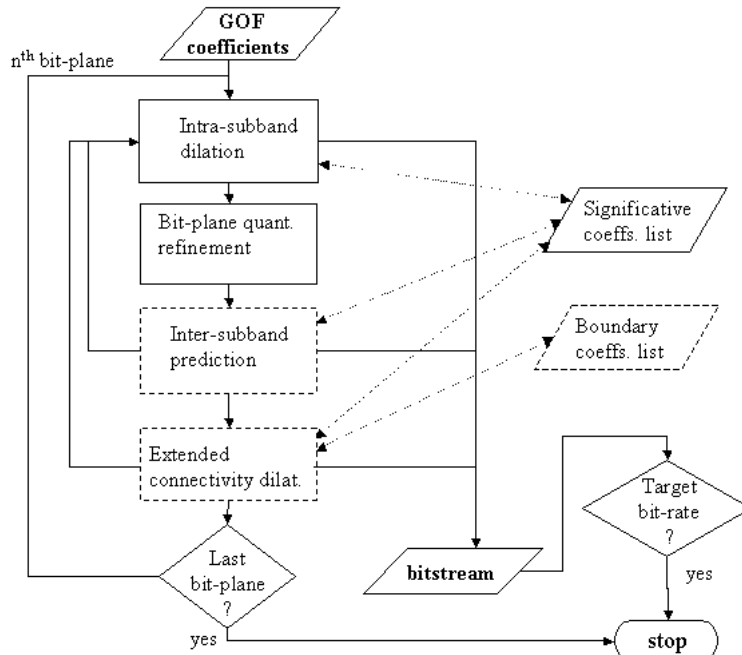 GOF
coefficients
nth bit-plane
Intra-subband
dilation
Significative
coeffs. list
Bit-plane quant.
refinement
Inter-subband
prediction
Boundary
coeffs. list
Extended
connectivity dilat.
Target
bit-rate
?
Last
bit-plane
?
bitstream
yes
yes
stop